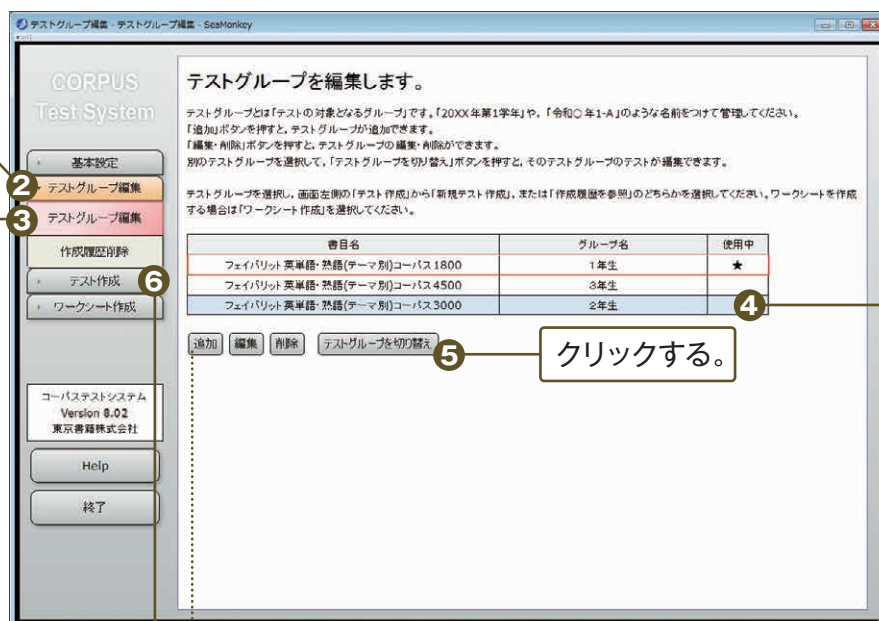 テストグループ編集 - テストグループ編集 - SeaMonkey
CORPUS
Test System
基本設定
② テストグループ編集
③ テストグループ編集
作成履歴削除
テスト作成 ⑥
ワークシート作成
コーパステストシステム
Version 8.02
東京書籍株式会社
Help
終了
テストグループを編集します。
テストグループとは「テストの対象となるグループ」です。「20XX年第1学年」や、「令和○年1-A」のような名前をつけて管理してください。
「追加」ボタンを押すと、テストグループが追加できます。
「編集・削除」ボタンを押すと、テストグループの編集・削除ができます。
別のテストグループを選択して、「テストグループを切り替え」ボタンを押すと、そのテストグループのテストが編集できます。
テストグループを選択し、画面左側の「テスト作成」から「新規テスト作成」、または「作成履歴を参照」のどちらかを選択してください。ワークシートを作成
する場合は「ワークシート作成」を選択してください。
書目名 グループ名 使用中
フェイバリット英単語・熟語(テーマ別)コーパス1800 1年生 ★
フェイバリット英単語・熟語(テーマ別)コーパス4500 3年生
フェイバリット英単語・熟語(テーマ別)コーパス3000 2年生 ④
追加 編集 削除 テストグループを切り替え ⑤ クリックする。